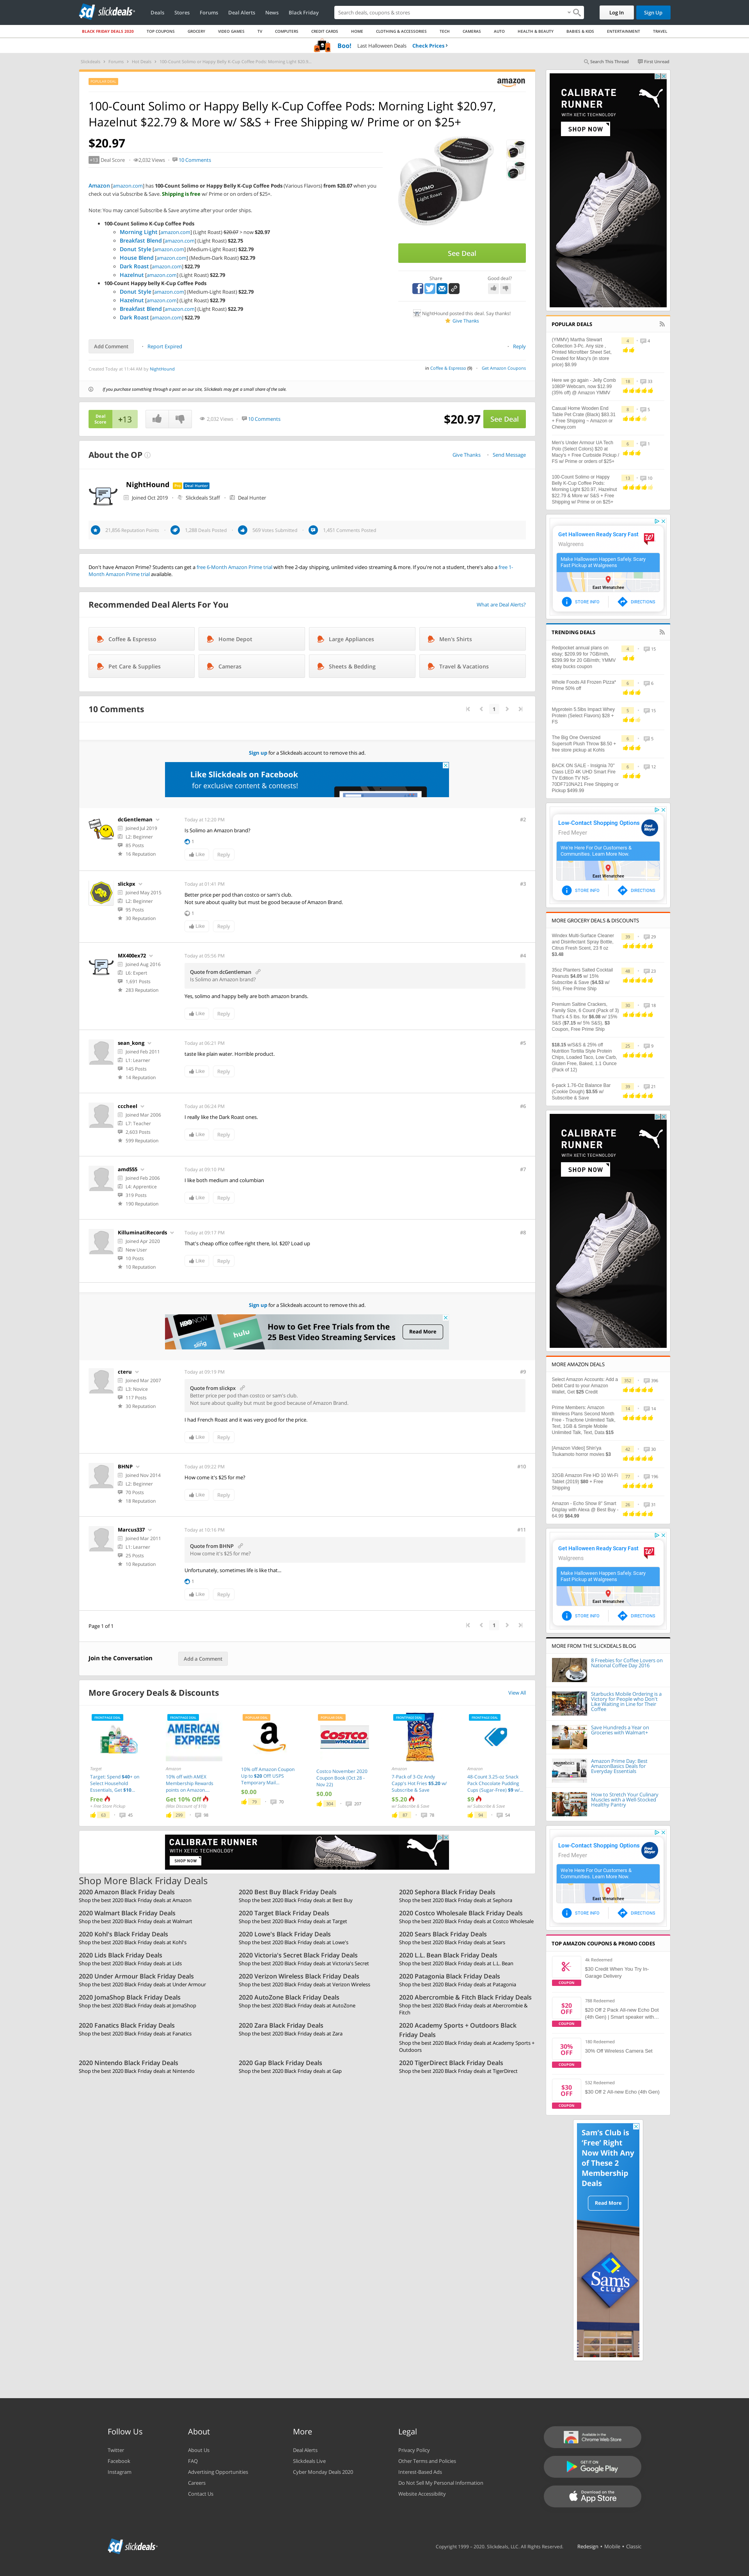 slickdeals
Deals Stores Forums Deal Alerts News Black Friday
Search deals, coupons & stores
Log In Sign Up
BLACK FRIDAY DEALS 2020 TOP COUPONS GROCERY VIDEO GAMES TV COMPUTERS CREDIT CARDS HOME CLOTHING & ACCESSORIES TECH CAMERAS AUTO HEALTH & BEAUTY BABIES & KIDS ENTERTAINMENT TRAVEL
Boo! Last Halloween Deals Check Prices
Slickdeals Forums Hot Deals
Search This Thread First Unread
amazon
100-Count Solimo or Happy Belly K-Cup Coffee Pods: Morning Light $20.97,
Hazelnut $22.79 & More w/ S&S + Free Shipping w/ Prime or on $25+
$20.97
+13 Deal Score 2,032 Views 10 Comments
Amazon [amazon.com] has 100-Count Solimo or Happy Belly K-Cup Coffee Pods (Various Flavors) from $20.97 when you
check out via Subscribe & Save. Shipping is free w/ Prime or on orders of $25+.
Note: You may cancel Subscribe & Save anytime after your order ships.
100-Count Solimo K-Cup Coffee Pods
Morning Light [amazon.com] (Light Roast) $23.07 > now $20.97
Breakfast Blend [amazon.com] (Light Roast) $22.75
Donut Style [amazon.com] (Medium-Light Roast) $22.79
House Blend [amazon.com] (Medium-Dark Roast) $22.79
Dark Roast [amazon.com] $22.79
Hazelnut [amazon.com] (Light Roast) $22.79
100-Count Happy belly K-Cup Coffee Pods
Donut Style [amazon.com] (Medium-Light Roast) $22.79
Hazelnut [amazon.com] (Light Roast) $22.79
Breakfast Blend [amazon.com] (Light Roast) $22.79
Dark Roast [amazon.com] $22.79
SOLIMO
Light Roast
See Deal
Share Good deal?
NightHound posted this deal. Say thanks!
Give Thanks
Add Comment Report Expired Reply
Created Today at 11:44 AM by NightHound
in Coffee & Espresso (9) Get Amazon Coupons
If you purchase something through a post on our site, Slickdeals may get a small share of the sale.
Deal Score +13 2,032 Views 10 Comments $20.97 See Deal
About the OP Give Thanks Send Message
NightHound Deal Hunter
Joined Oct 2019 Slickdeals Staff Deal Hunter
21,856 Reputation Points 1,288 Deals Posted 569 Votes Submitted 1,491 Comments Posted
Don't have Amazon Prime? Students can get a free 6-Month Amazon Prime trial with free 2-day shipping, unlimited video streaming & more. If you're not a student, there's also a free 1-
Month Amazon Prime trial available.
Recommended Deal Alerts For You What are Deal Alerts?
Coffee & Espresso Home Depot Large Appliances Men's Shirts
Pet Care & Supplies Cameras Sheets & Bedding Travel & Vacations
10 Comments 1
Sign up for a Slickdeals account to remove this ad.
Like Slickdeals on Facebook
for exclusive content & contests!
dcGentleman Today at 12:20 PM #2
Joined Jul 2019
L2: Beginner
85 Posts
16 Reputation
Is Solimo an Amazon brand?
1
Like Reply
slickpx Today at 01:41 PM #3
Joined May 2015
L2: Beginner
95 Posts
30 Reputation
Better price per pod than costco or sam's club.
Not sure about quality but must be good because of Amazon Brand.
1
Like Reply
MX400ex72 Today at 05:56 PM #4
Joined Aug 2016
L6: Expert
1,691 Posts
283 Reputation
Quote from dcGentleman
Is Solimo an Amazon brand?
Yes, solimo and happy belly are both amazon brands.
Like Reply
sean_kong Today at 06:21 PM #5
Joined Feb 2011
L1: Learner
145 Posts
14 Reputation
taste like plain water. Horrible product.
Like Reply
cccheel Today at 06:24 PM #6
Joined Mar 2006
L7: Teacher
2,603 Posts
599 Reputation
I really like the Dark Roast ones.
Like Reply
amd555 Today at 09:10 PM #7
Joined Feb 2006
L4: Apprentice
319 Posts
190 Reputation
I like both medium and columbian
Like Reply
KilluminatiRecords Today at 09:17 PM #8
Joined Apr 2020
New User
10 Posts
10 Reputation
That's cheap office coffee right there, lol. $20? Load up
Like Reply
Sign up for a Slickdeals account to remove this ad.
HBO NOW sling hulu
How to Get Free Trials from the
25 Best Video Streaming Services
Read More
cteru Today at 09:19 PM #9
Joined Mar 2007
L3: Novice
117 Posts
30 Reputation
Quote from slickpx
Better price per pod than costco or sam's club.
Not sure about quality but must be good because of Amazon Brand.
I had French Roast and it was very good for the price.
Like Reply
BHNP Today at 09:22 PM #10
Joined Nov 2014
L2: Beginner
70 Posts
18 Reputation
How come it's $25 for me?
Like Reply
Marcus337 Today at 10:16 PM #11
Joined Mar 2011
L1: Learner
25 Posts
10 Reputation
Quote from BHNP
How come it's $25 for me?
Unfortunately, sometimes life is like that...
1
Like Reply
Page 1 of 1 1
Join the Conversation Add a Comment
More Grocery Deals & Discounts View All
Target
Target: Spend $40+ on
Select Household
Essentials, Get $10...
Free
+ Free Store Pickup
63 45
AMERICAN EXPRESS
Amazon
10% off with AMEX
Membership Rewards
points on Amazon...
Get 10% Off
(Max Discount of $10)
10% off Amazon Coupon
Up to $20 Off USPS
Temporary Mail...
$0.00
79 70
COSTCO WHOLESALE
Costco November 2020
Coupon Book (Oct 28 -
Nov 22)
$0.00
304 207
Amazon
7-Pack of 3-Oz Andy
Capp's Hot Fries $5.20 w/
Subscribe & Save
$5.20
w/ Subscribe & Save
87 78
Amazon
48-Count 3.25-oz Snack
Pack Chocolate Pudding
Cups (Sugar-Free) $9 w/...
$9
w/ Subscribe & Save
94 54
CALIBRATE RUNNER
WITH XETIC TECHNOLOGY
SHOP NOW
Shop More Black Friday Deals
2020 Amazon Black Friday Deals
Shop the best 2020 Black Friday deals at Amazon
2020 Best Buy Black Friday Deals
Shop the best 2020 Black Friday deals at Best Buy
2020 Sephora Black Friday Deals
Shop the best 2020 Black Friday deals at Sephora
2020 Walmart Black Friday Deals
Shop the best 2020 Black Friday deals at Walmart
2020 Target Black Friday Deals
Shop the best 2020 Black Friday deals at Target
2020 Costco Wholesale Black Friday Deals
Shop the best 2020 Black Friday deals at Costco Wholesale
2020 Kohl's Black Friday Deals
Shop the best 2020 Black Friday deals at Kohl's
2020 Lowe's Black Friday Deals
Shop the best 2020 Black Friday deals at Lowe's
2020 Sears Black Friday Deals
Shop the best 2020 Black Friday deals at Sears
2020 Lids Black Friday Deals
Shop the best 2020 Black Friday deals at Lids
2020 Victoria's Secret Black Friday Deals
Shop the best 2020 Black Friday deals at Victoria's Secret
2020 L.L. Bean Black Friday Deals
Shop the best 2020 Black Friday deals at L.L. Bean
2020 Under Armour Black Friday Deals
Shop the best 2020 Black Friday deals at Under Armour
2020 Verizon Wireless Black Friday Deals
Shop the best 2020 Black Friday deals at Verizon Wireless
2020 Patagonia Black Friday Deals
Shop the best 2020 Black Friday deals at Patagonia
2020 JomaShop Black Friday Deals
Shop the best 2020 Black Friday deals at JomaShop
2020 AutoZone Black Friday Deals
Shop the best 2020 Black Friday deals at AutoZone
2020 Abercrombie & Fitch Black Friday Deals
Shop the best 2020 Black Friday deals at Abercrombie &
Fitch
2020 Fanatics Black Friday Deals
Shop the best 2020 Black Friday deals at Fanatics
2020 Zara Black Friday Deals
Shop the best 2020 Black Friday deals at Zara
2020 Academy Sports + Outdoors Black
Friday Deals
Shop the best 2020 Black Friday deals at Academy Sports +
Outdoors
2020 Nintendo Black Friday Deals
Shop the best 2020 Black Friday deals at Nintendo
2020 Gap Black Friday Deals
Shop the best 2020 Black Friday deals at Gap
2020 TigerDirect Black Friday Deals
Shop the best 2020 Black Friday deals at TigerDirect
CALIBRATE
RUNNER
WITH XETIC TECHNOLOGY
SHOP NOW
POPULAR DEALS
(YMMV) Martha Stewart
Collection 3-Pc. Any size ,
Printed Microfiber Sheet Set,
Created for Macy's (in store
price) $8.99
Here we go again - Jelly Comb
1080P Webcam, now $12.99
(35% off) @ Amazon YMMV
Casual Home Wooden End
Table Pet Crate (Black) $83.31
+ Free Shipping ~ Amazon or
Chewy.com
Men's Under Armour UA Tech
Polo (Select Colors) $20 at
Macy's + Free Curbside Pickup /
FS w/ Prime or orders of $25+
100-Count Solimo or Happy
Belly K-Cup Coffee Pods:
Morning Light $20.97, Hazelnut
$22.79 & More w/ S&S + Free
Shipping w/ Prime or on $25+
Get Halloween Ready Scary Fast
Walgreens
Make Halloween Happen Safely. Scary
Fast Pickup at Walgreens
East Wenatchee
STORE INFO DIRECTIONS
TRENDING DEALS
Redpocket annual plans on
ebay; $209.99 for 7GB/mth,
$299.99 for 20 GB/mth; YMMV
ebay bucks coupon
Whole Foods All Frozen Pizza*
Prime 50% off
Myprotein 5.5lbs Impact Whey
Protein (Select Flavors) $28 +
FS
The Big One Oversized
Supersoft Plush Throw $8.50 +
free store pickup at Kohls
BACK ON SALE - Insignia 70"
Class LED 4K UHD Smart Fire
TV Edition TV NS-
70DF710NA21 Free Shipping or
Pickup $499.99
Low-Contact Shopping Options
Fred Meyer
We're Here For Our Customers &
Communities. Learn More Now.
East Wenatchee
STORE INFO DIRECTIONS
MORE GROCERY DEALS & DISCOUNTS
Windex Multi-Surface Cleaner
and Disinfectant Spray Bottle,
Citrus Fresh Scent, 23 fl oz
$3.48
35oz Planters Salted Cocktail
Peanuts $4.05 w/ 15%
Subscribe & Save ($4.53 w/
5%), Free Prime Ship
Premium Saltine Crackers,
Family Size, 8 Count (Pack of 3)
That's 4.5 lbs. for $6.08 w/ 15%
S&S ($7.15 w/ 5% S&S). $3
Coupon, Free Prime Ship
$18.15 w/S&S & 25% off
Nutrition Tortilla Style Protein
Chips, Loaded Taco, Low Carb,
Gluten Free, Baked, 1.1 Ounce
(Pack of 12)
6-pack 1.76-Oz Balance Bar
(Cookie Dough) $3.55 w/
Subscribe & Save
CALIBRATE
RUNNER
WITH XETIC TECHNOLOGY
SHOP NOW
MORE AMAZON DEALS
Select Amazon Accounts: Add a
Debit Card to your Amazon
Wallet, Get $25 Credit
Prime Members: Amazon
Wireless Plans Second Month
Free - Tracfone Unlimited Talk,
Text, 1GB & Simple Mobile
Unlimited Talk, Text, Data $15
[Amazon Video] Shin'ya
Tsukamoto horror movies $3
32GB Amazon Fire HD 10 Wi-Fi
Tablet (2019) $80 + Free
Shipping
Amazon - Echo Show 8" Smart
Display with Alexa @ Best Buy -
64.99 $64.99
Get Halloween Ready Scary Fast
Walgreens
Make Halloween Happen Safely. Scary
Fast Pickup at Walgreens
East Wenatchee
STORE INFO DIRECTIONS
MORE FROM THE SLICKDEALS BLOG
8 Freebies for Coffee Lovers on
National Coffee Day 2016
Starbucks Mobile Ordering is a
Victory for People who Don't
Like Waiting in Line for Their
Coffee
Save Hundreds a Year on
Groceries with Walmart+
Amazon Prime Day: Best
AmazonBasics Deals for
Everyday Essentials
How to Stretch Your Culinary
Muscles with a Well Stocked
Healthy Pantry
Low-Contact Shopping Options
Fred Meyer
We're Here For Our Customers &
Communities. Learn More Now.
East Wenatchee
STORE INFO DIRECTIONS
TOP AMAZON COUPONS & PROMO CODES
4k Redeemed
$30 Credit When You Try In-
Garage Delivery
COUPON
$20 OFF
788 Redeemed
$20 Off 2 Pack All-new Echo Dot
(4th Gen) | Smart speaker with...
COUPON
30% OFF
180 Redeemed
30% Off Wireless Camera Set
COUPON
$30 OFF
532 Redeemed
$30 Off 2 All-new Echo (4th Gen)
COUPON
Sam's Club is
'Free' Right
Now With Any
of These 2
Membership
Deals
Read More
Sam's CLUB
Follow Us
Twitter
Facebook
Instagram
About
About Us
FAQ
Advertising Opportunities
Careers
Contact Us
More
Deal Alerts
Slickdeals Live
Cyber Monday Deals 2020
Legal
Privacy Policy
Other Terms and Policies
Interest-Based Ads
Do Not Sell My Personal Information
Website Accessibility
Available in the
Chrome Web Store
GET IT ON
Google Play
Download on the
App Store
slickdeals
Copyright 1999 - 2020. Slickdeals, LLC. All Rights Reserved. Redesign • Mobile • Classic